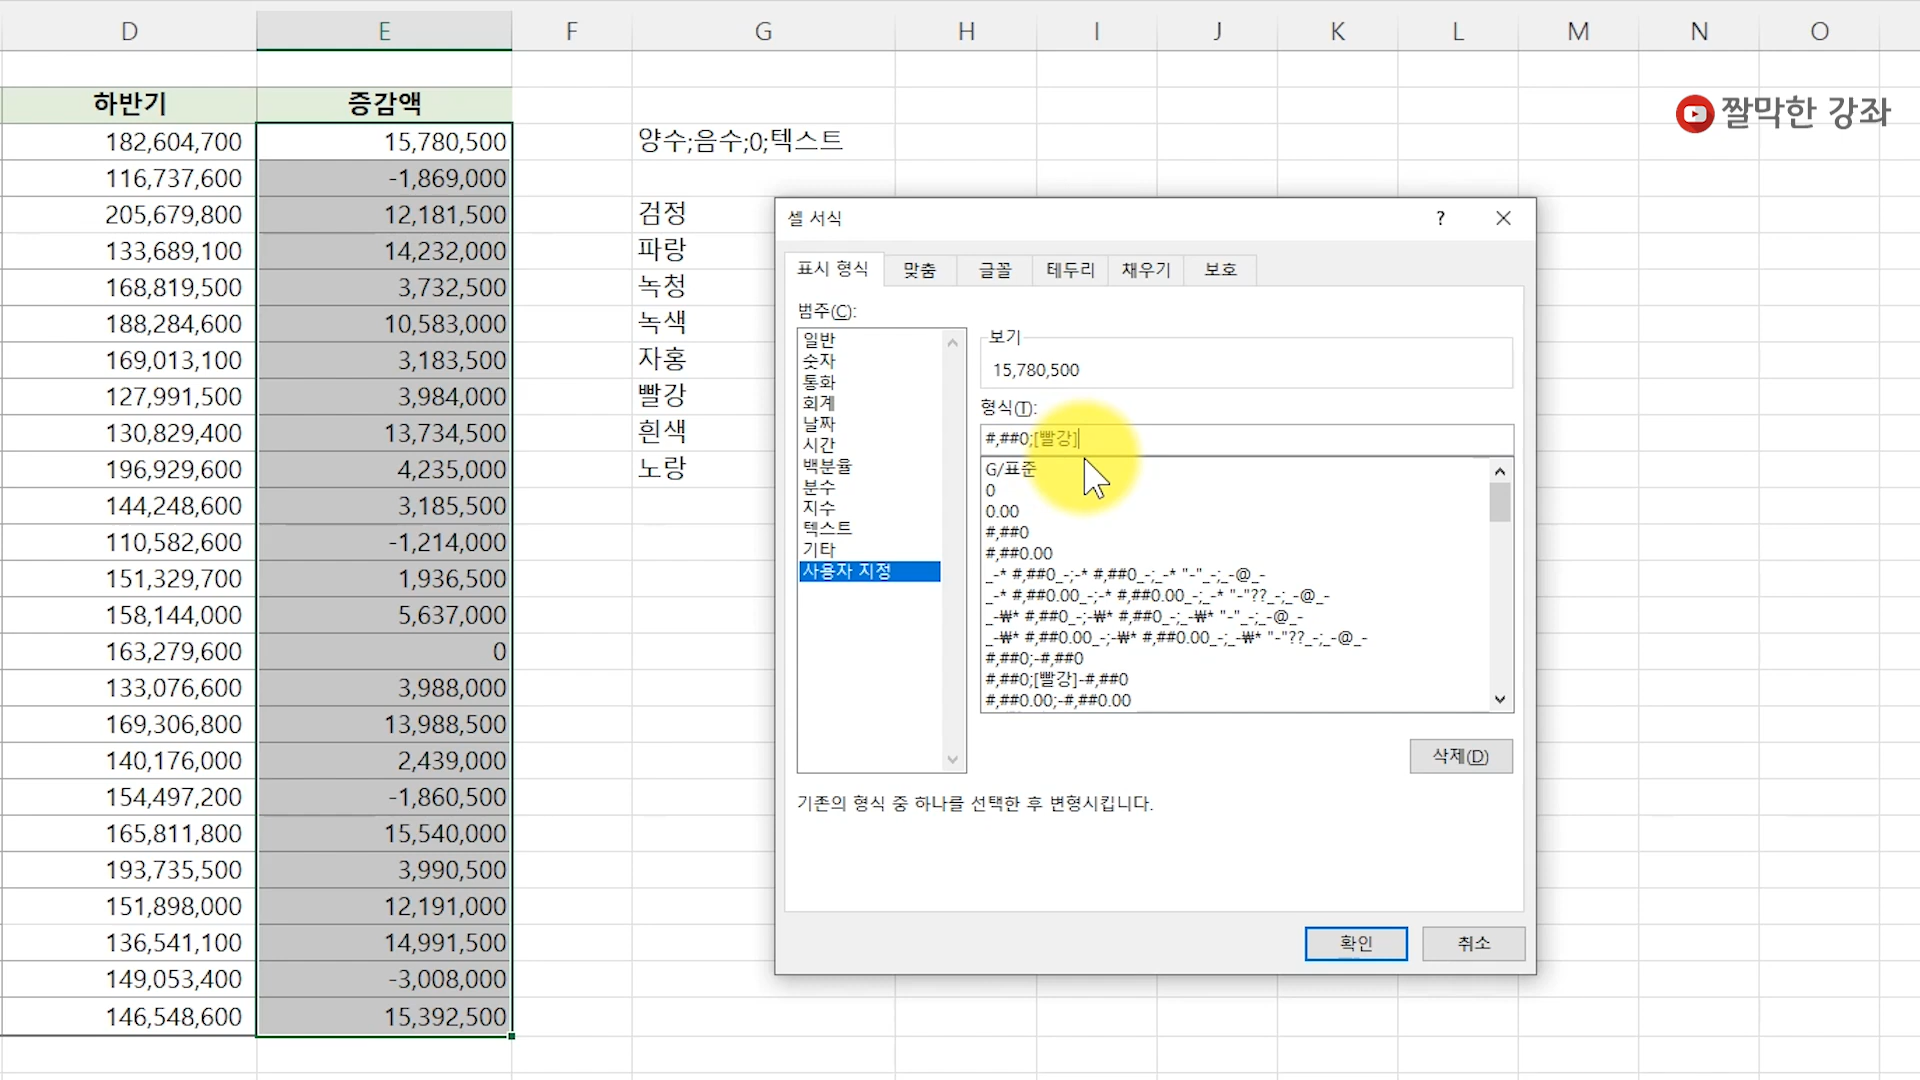 D E F G H I J K L M N O
하반기 증감액
짤막한 강좌
182,604,700 15,780,500 양수;음수;0;텍스트
116,737,600 -1,869,000
205,679,800 12,181,500 검정
133,689,100 14,232,000 파랑
168,819,500 3,732,500 녹청
188,284,600 10,583,000 녹색
169,013,100 3,183,500 자홍
127,991,500 3,984,000 빨강
130,829,400 13,734,500 흰색
196,929,600 4,235,000 노랑
144,248,600 3,185,500
110,582,600 -1,214,000
151,329,700 1,936,500
158,144,000 5,637,000
163,279,600 0
133,076,600 3,988,000
169,306,800 13,988,500
140,176,000 2,439,000
154,497,200 -1,860,500
165,811,800 15,540,000
193,735,500 3,990,500
151,898,000 12,191,000
136,541,100 14,991,500
149,053,400 -3,008,000
146,548,600 15,392,500
셀 서식 ?
표시 형식 맞춤 글꼴 테두리 채우기 보호
범주(C):
일반
숫자
통화
회계
날짜
시간
백분율
분수
지수
텍스트
기타
사용자 지정
보기
15,780,500
형식(T):
#,##0;[빨강]
G/표준
0
0.00
#,##0
#,##0.00
_-* #,##0_-;-* #,##0_-;_-* "-"_-;_-@_-
_-* #,##0.00_-;-* #,##0.00_-;_-* "-"??_-;_-@_-
_-₩* #,##0_-;-₩* #,##0_-;_-₩* "-"_-;_-@_-
_-₩* #,##0.00_-;-₩* #,##0.00_-;_-₩* "-"??_-;_-@_-
#,##0;-#,##0
#,##0;[빨강]-#,##0
#,##0.00;-#,##0.00
삭제(D)
기존의 형식 중 하나를 선택한 후 변형시킵니다.
확인 취소